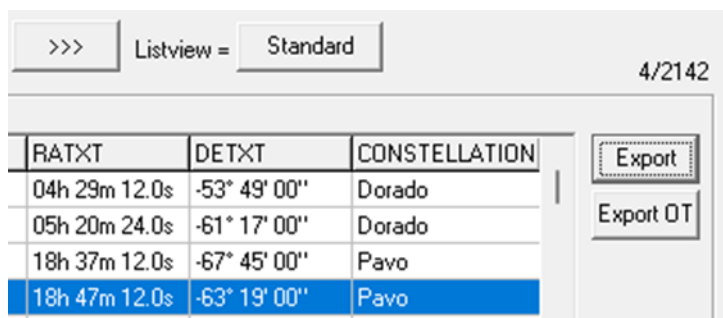 >>> Listview = Standard
4/2142
RATXT DETXT CONSTELLATION Export
04h 29m 12.0s -53° 49' 00'' Dorado
05h 20m 24.0s -61° 17' 00'' Dorado Export OT
18h 37m 12.0s -67° 45' 00'' Pavo
18h 47m 12.0s -63° 19' 00'' Pavo